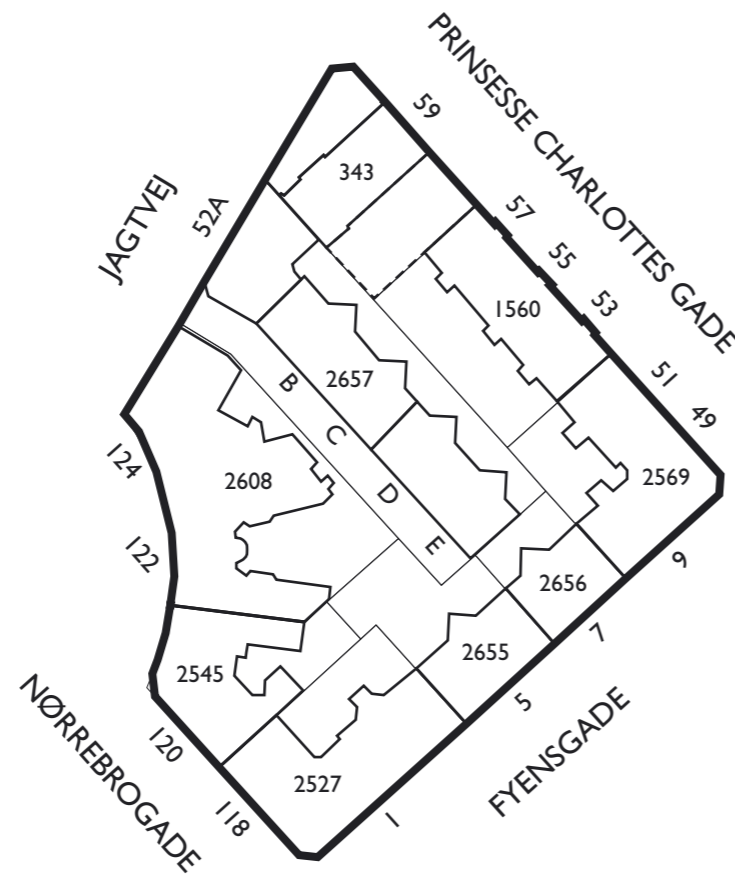 PRINSESSE CHARLOTTES GADE
59
343
JAGTVEJ
52A
57
55
53
1560
51
49
B
2657
C
124
2608
D
2569
E
122
9
2656
7
2655
2545
5
NØRREBROGADE
120
FYENSGADE
2527
118
1